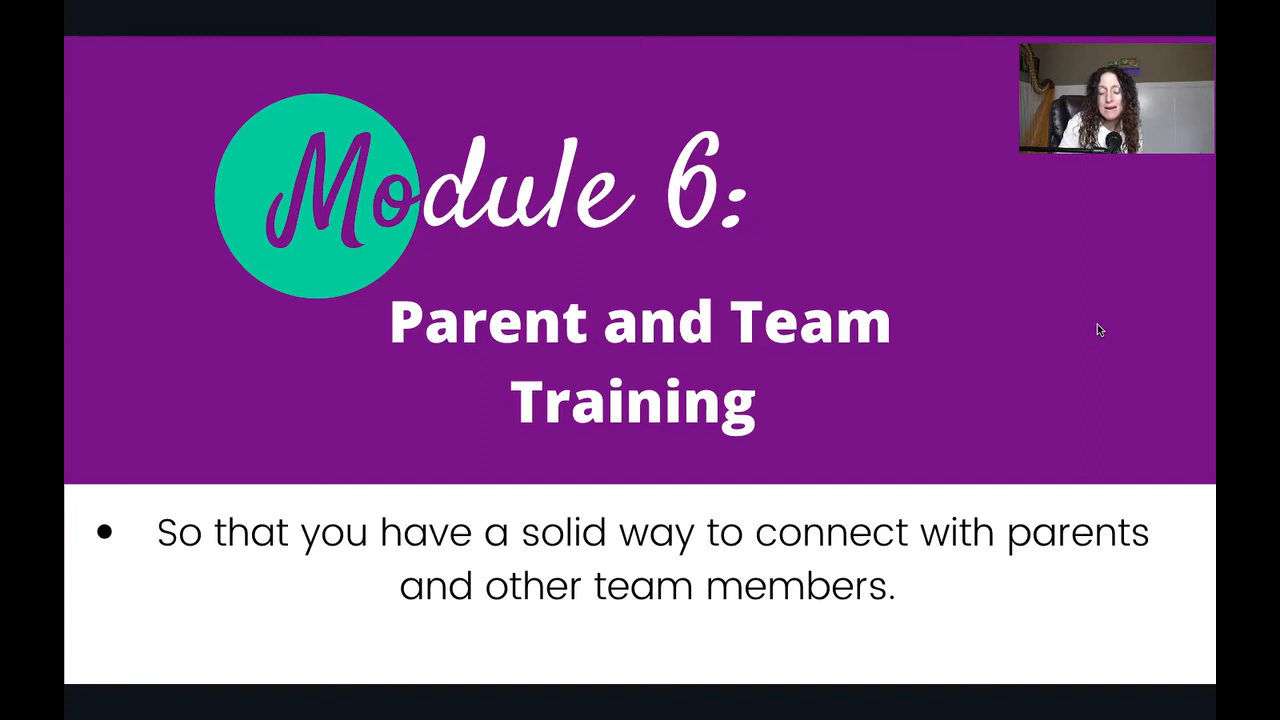 Module 6:
Parent and Team
Training
• So that you have a solid way to connect with parents
and other team members.